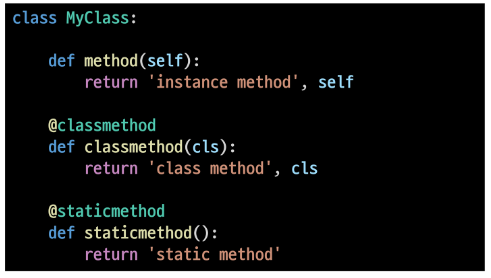 class MyClass:
    def method(self):
        return 'instance method', self
    @classmethod
    def classmethod(cls):
        return 'class method', cls
    @staticmethod
    def staticmethod():
        return 'static method'